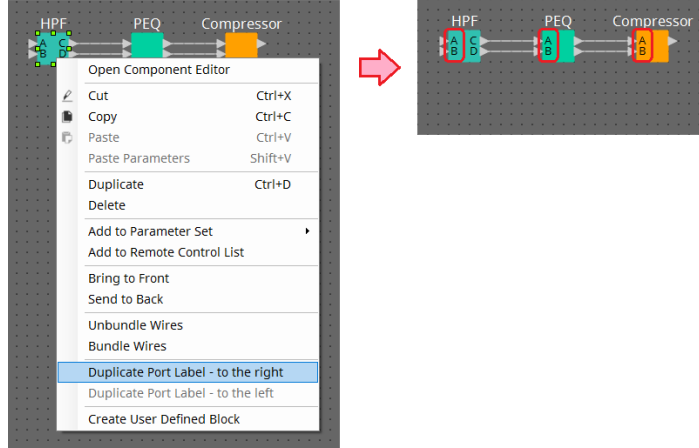 HPF PEQ Compressor
A C
B D
Open Component Editor
Cut Ctrl+X
Copy Ctrl+C
Paste Ctrl+V
Paste Parameters Shift+V
Duplicate Ctrl+D
Delete
Add to Parameter Set
Add to Remote Control List
Bring to Front
Send to Back
Unbundle Wires
Bundle Wires
Duplicate Port Label - to the right
Duplicate Port Label - to the left
Create User Defined Block
HPF PEQ Compressor
A C A A
B D B B